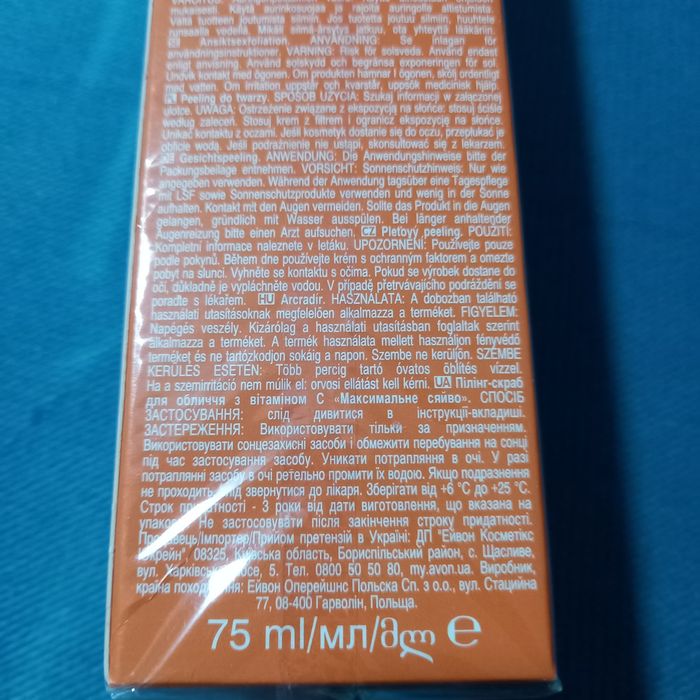 mukaisesti. Käytä aurinkosuojaa ja rajoita auringolle altistumista.
Vältä tuotteen joutumista silmiin. Jos tuotetta joutuu silmiin, huuhtele
runsaalla vedellä. Mikäli ärsytys jatkuu, ota yhteyttä lääkäriin.
Ansiktsexfoliation. ANVÄNDNING: Se inlagan för
användningsinstruktioner. VARNING: Risk för solsveda. Använd endast
enligt anvisning. Använd solskydd och begränsa exponeringen för sol.
Undvik kontakt med ögonen. Om produkten hamnar i ögonen, skölj ordentligt
med vatten. Om irritation uppstår och kvarstår, uppsök medicinsk hjälp.
PL Peeling do twarzy. SPOSÓB UŻYCIA: Szukaj informacji w załączonej
ulotce. UWAGA: Ostrzeżenie związane z ekspozycją na słońce: stosuj ściśle
według zaleceń. Stosuj krem z filtrem i ogranicz ekspozycję na słońce.
Unikać kontaktu z oczami. Jeśli kosmetyk dostanie się do oczu, przepłukać je
obficie wodą. Jeśli podrażnienie nie ustąpi, skonsultować się z lekarzem.
Gesichtspeeling. ANWENDUNG: Die Anwendungshinweise bitte der
Packungsbeilage entnehmen. VORSICHT: Sonnenschutzhinweis: Nur wie
angegeben verwenden. Während der Anwendung tagsüber eine Tagespflege
mit LSF sowie Sonnenschutzprodukte verwenden und wenig in der Sonne
aufhalten. Kontakt mit den Augen vermeiden. Sollte das Produkt in die Augen
gelangen, gründlich mit Wasser ausspülen. Bei länger anhaltender
Augenreizung bitte einen Arzt aufsuchen. CZ Pleťový peeling. POUŽITÍ:
Kompletní informace naleznete v letáku. UPOZORNĚNÍ: Používejte pouze
podle pokynů. Během dne používejte krém s ochranným faktorem a omezte
pobyt na slunci. Vyhněte se kontaktu s očima. Pokud se výrobek dostane do
očí, důkladně je vypláchněte vodou. V případě přetrvávajícího podráždění se
poraďte s lékařem. HU Arcradír. HASZNÁLATA: A dobozban található
használati utasításoknak megfelelően alkalmazza a terméket. FIGYELEM:
Napégés veszély. Kizárólag a használati utasításban foglaltak szerint
alkalmazza a terméket. A termék használata mellett használjon fényvédő
terméket és ne tartózkodjon sokáig a napon. Szembe ne kerüljön. SZEMBE
KERÜLÉS ESETÉN: Több percig tartó óvatos öblítés vízzel.
Ha a szemirritáció nem múlik el: orvosi ellátást kell kérni. UA Пілінг-скраб
для обличчя з вітаміном С «Максимальне сяйво». СПОСІБ
ЗАСТОСУВАННЯ: слід дивитися в інструкції-вкладиші.
ЗАСТЕРЕЖЕННЯ: Використовувати тільки за призначенням.
Використовувати сонцезахисні засоби і обмежити перебування на сонці
під час застосування засобу. Уникати потрапляння в очі. У разі
потраплянні засобу в очі ретельно промити їх водою. Якщо подразнення
не проходить, слід звернутися до лікаря. Зберігати від +6 °C до +25 °C.
Строк придатності - 3 роки від дати виготовлення, що вказана на
упаковці. Не застосовувати після закінчення строку придатності.
Продавець/Імпортер/Прийом претензій в Україні: ДП "Ейвон Косметікс
Юкрейн", 08325, Київська область, Бориспільський район, с. Щасливе,
вул. Харківське шосе, 5. Тел. 0800 50 50 80, my.avon.ua. Виробник,
країна походження: Ейвон Оперейшнс Польска Сп. з о.о., вул. Стаційна
77, 08-400 Гарволін, Польща.
75 ml/мл/მლ ℮